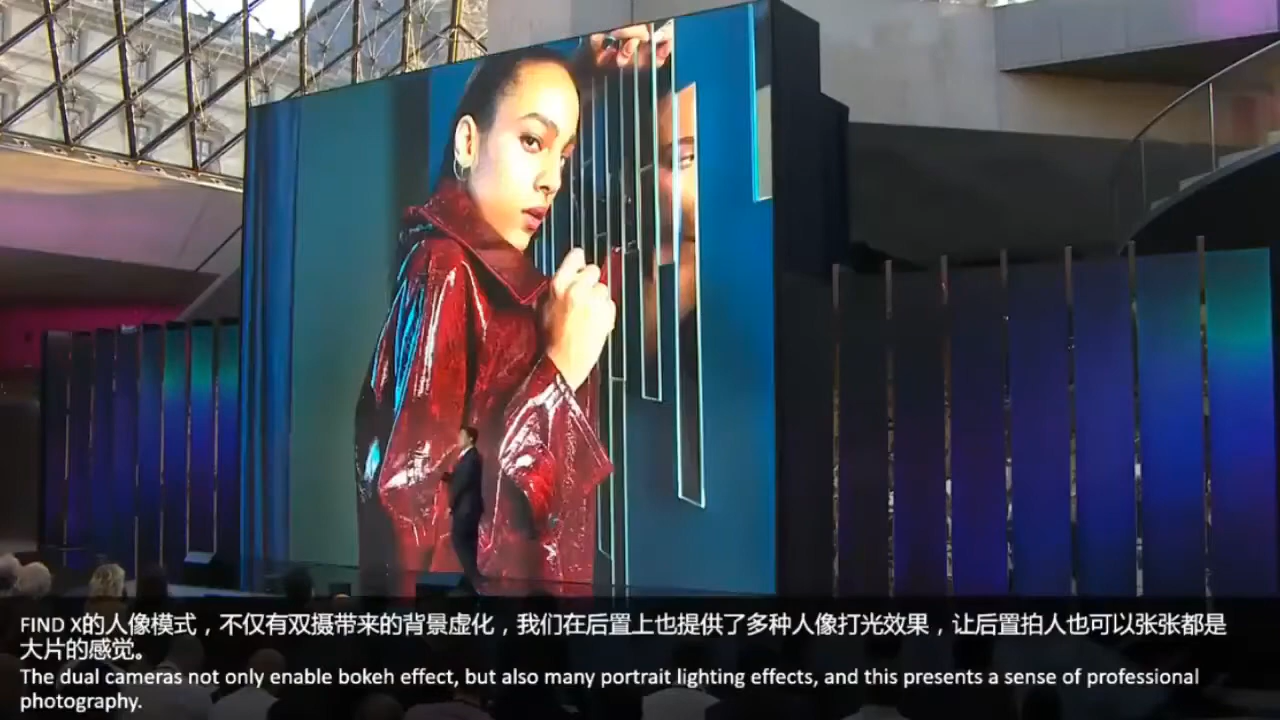 FIND X的人像模式，不仅有双摄带来的背景虚化，我们在后置上也提供了多种人像打光效果，让后置拍人也可以张张都是
大片的感觉。
The dual cameras not only enable bokeh effect, but also many portrait lighting effects, and this presents a sense of professional
photography.